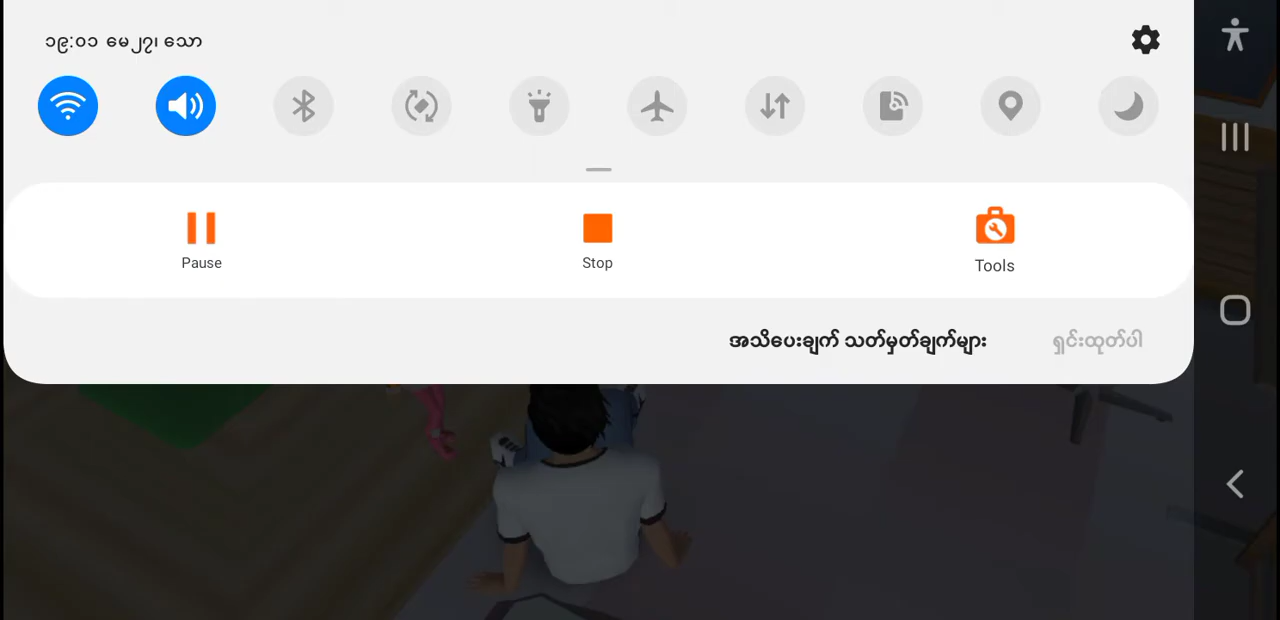 ၁၉:၀၁ မေ၂၇၊ သော
Pause
Stop
Tools
အသိပေးချက် သတ်မှတ်ချက်များ
ရှင်းထုတ်ပါ